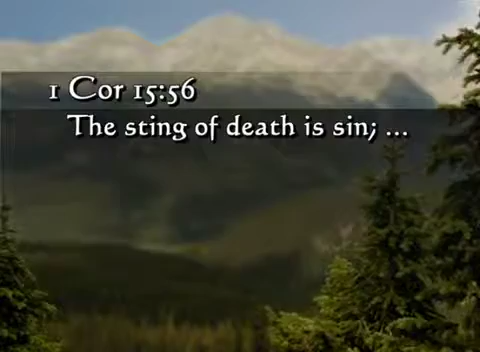 1 Cor 15:56
The sting of death is sin; ...